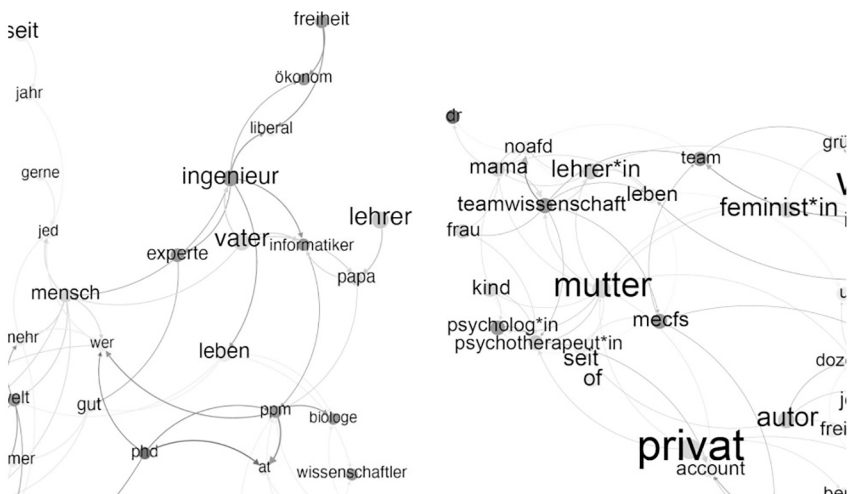 seit
freiheit
jahr
ökonom
liberal
gerne
ingenieur
jed
vater
lehrer
experte
informatiker
papa
mensch
wer
leben
gut
ppm
biologe
phd
at
wissenschaftler
dr
noafd
mama
lehrer*in
team
teamwissenschaft
leben
feminist*in
frau
kind
mutter
psycholog*in
mecfs
psychotherapeut*in
seit
of
autor
privat
account